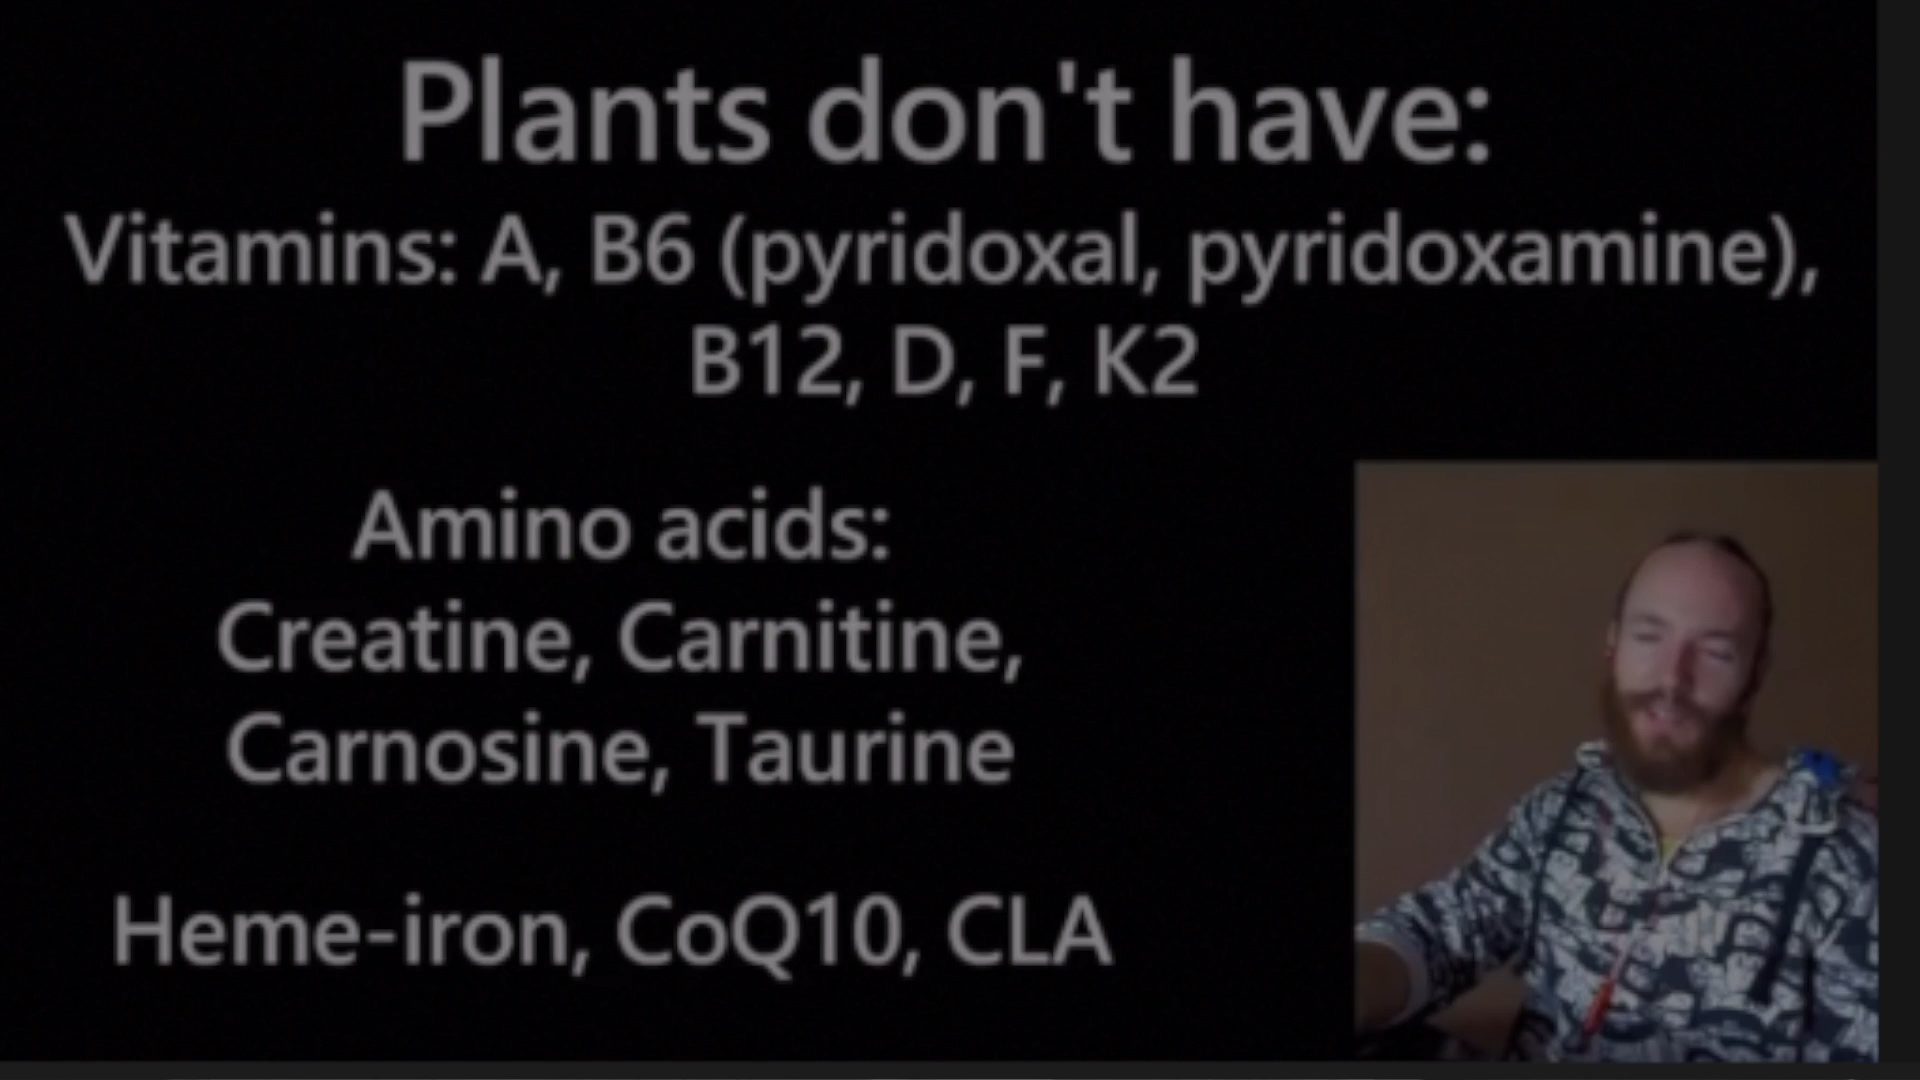 Plants don't have:
Vitamins: A, B6 (pyridoxal, pyridoxamine),
B12, D, F, K2
Amino acids:
Creatine, Carnitine,
Carnosine, Taurine
Heme-iron, CoQ10, CLA